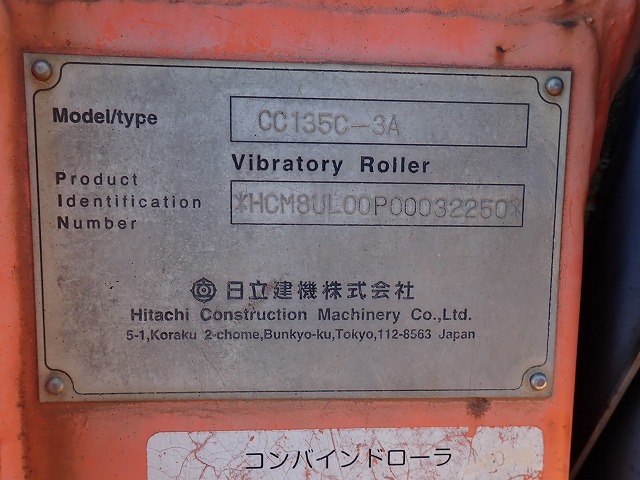 Model/type CC135C-3A
Vibratory Roller
Product
Identification *HCM8UL00P00032250*
Number
日立建機株式会社
Hitachi Construction Machinery Co.,Ltd.
5-1,Koraku 2-chome,Bunkyo-ku,Tokyo,112-8563 Japan
コンバインドローラ